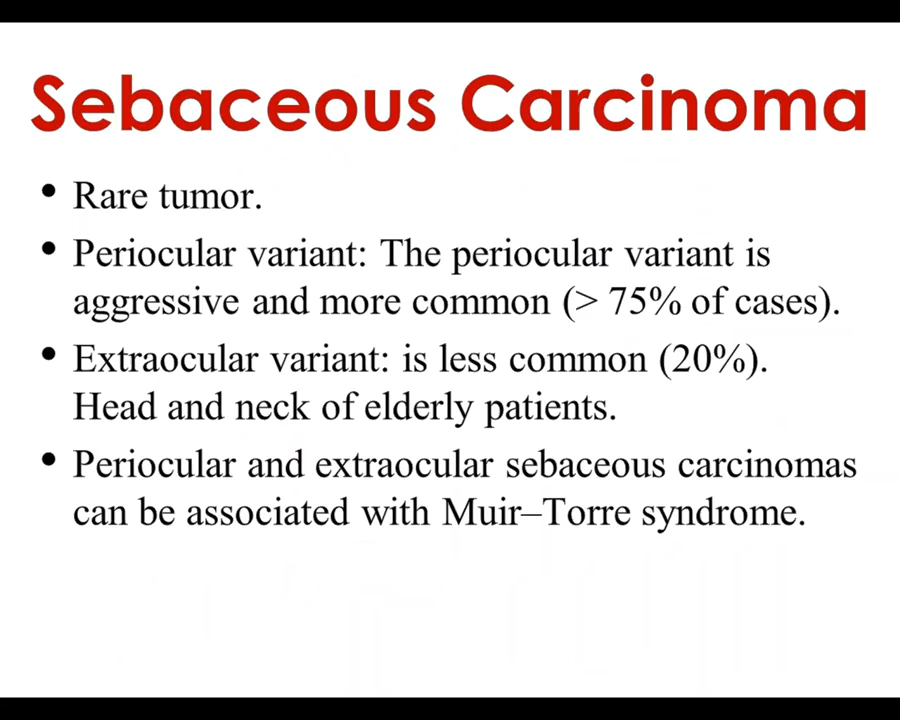 Sebaceous Carcinoma
• Rare tumor.
• Periocular variant: The periocular variant is
aggressive and more common (> 75% of cases).
• Extraocular variant: is less common (20%).
Head and neck of elderly patients.
• Periocular and extraocular sebaceous carcinomas
can be associated with Muir–Torre syndrome.